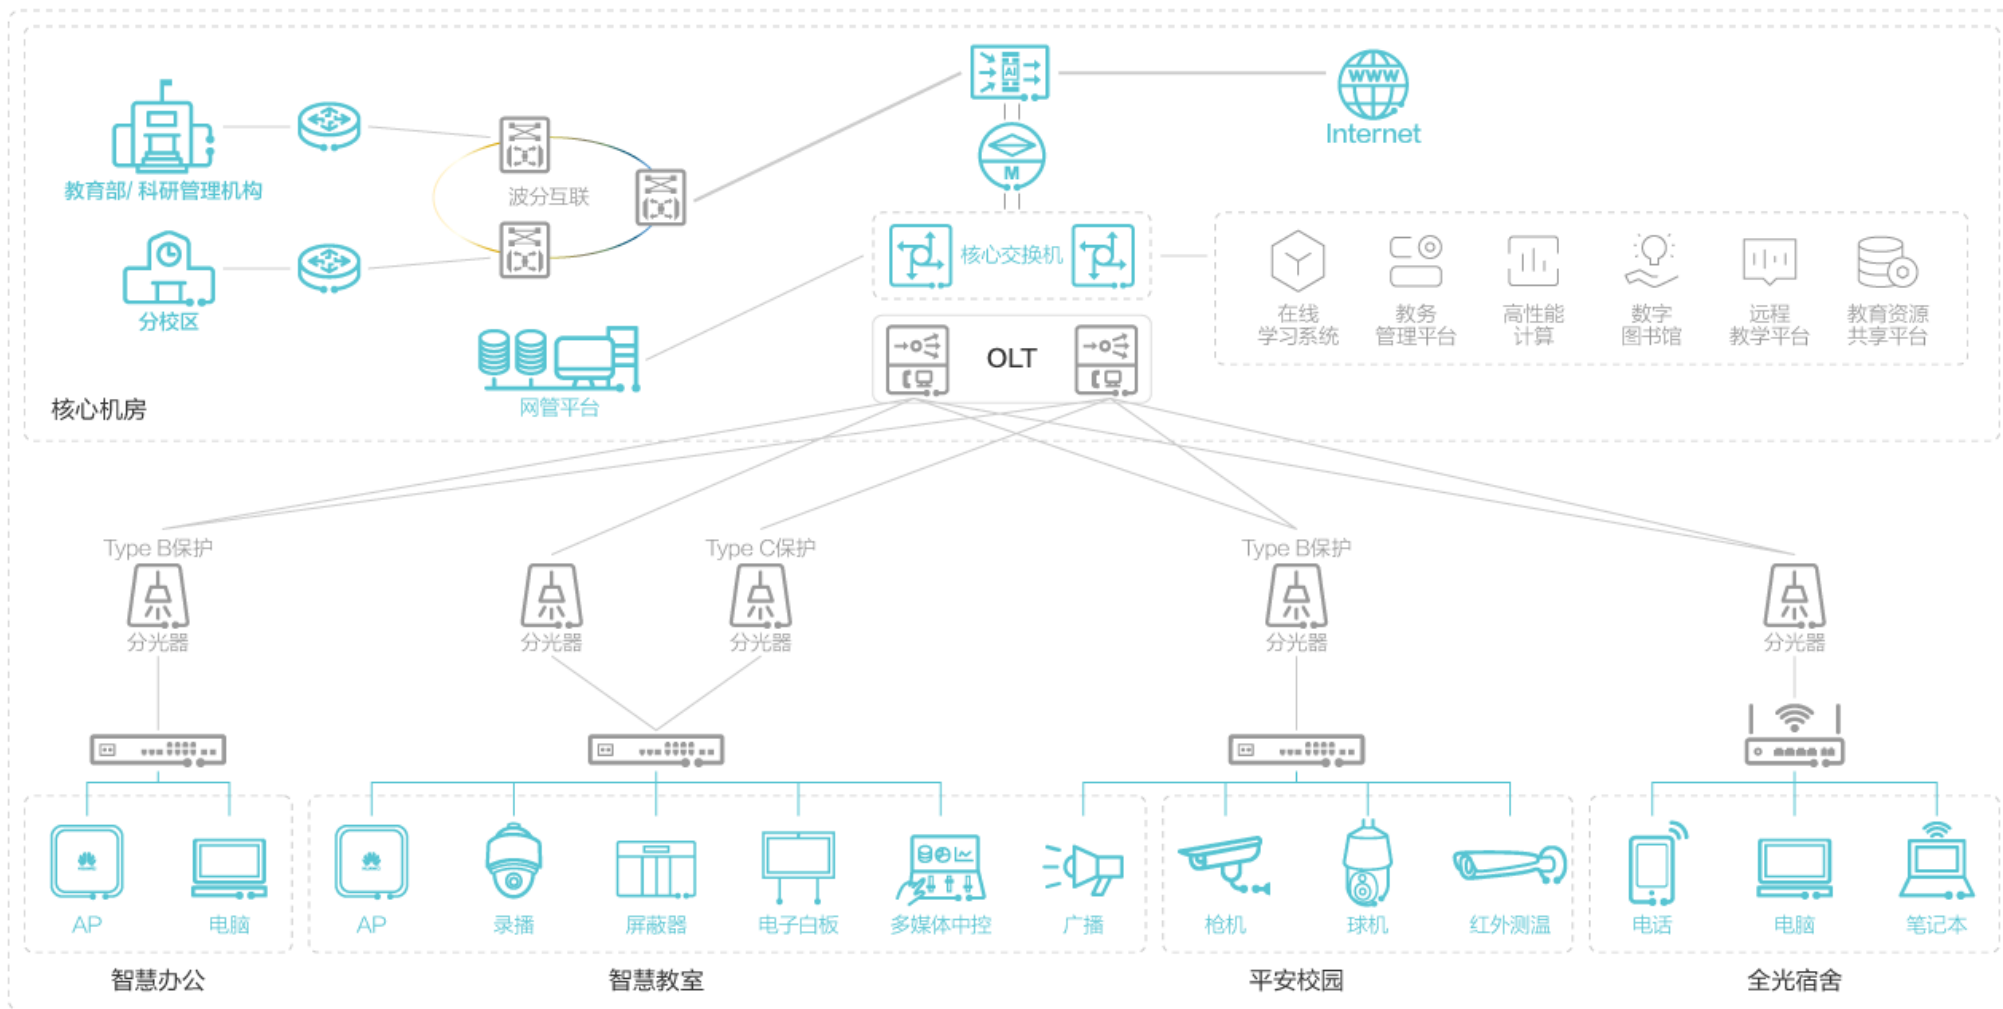 AI
WWW
Internet
M
教育部/ 科研管理机构
波分互联
核心交换机
分校区
在线
学习系统
教务
管理平台
高性能
计算
数字
图书馆
远程
教学平台
教育资源
共享平台
OLT
网管平台
核心机房
Type B保护
Type C保护
Type B保护
分光器
分光器
分光器
分光器
分光器
AP
电脑
AP
录播
屏蔽器
电子白板
多媒体中控
广播
枪机
球机
红外测温
电话
电脑
笔记本
智慧办公
智慧教室
平安校园
全光宿舍